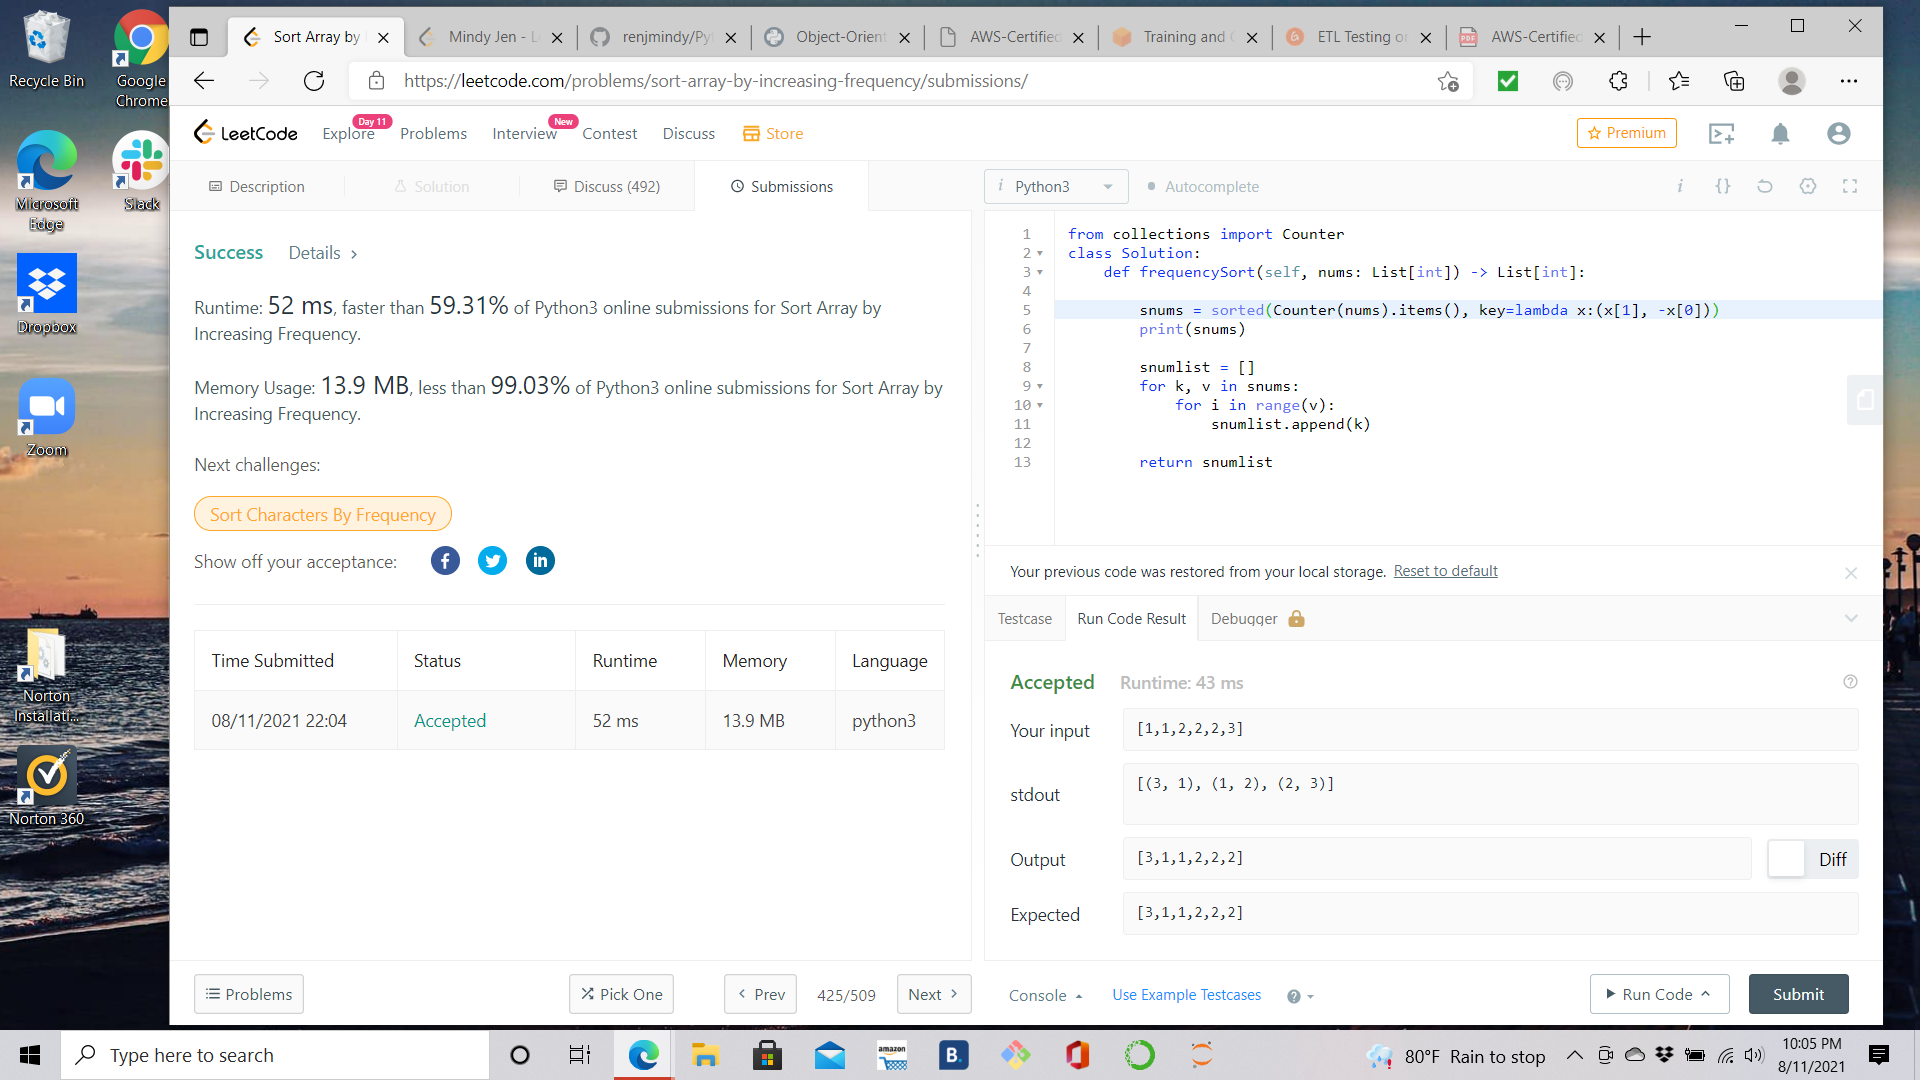 Recycle Bin
Google Chrome
Microsoft Edge
Slack
Dropbox
Zoom
Norton Installati...
Norton 360
Sort Array by
Mindy Jen - L
renjmindy/Py
Object-Orient
AWS-Certified
Training and
ETL Testing or
AWS-Certified
https://leetcode.com/problems/sort-array-by-increasing-frequency/submissions/
LeetCode
Explore
Day 11
Problems
Interview
New
Contest
Discuss
Store
Premium
Description
Solution
Discuss (492)
Submissions
Python3
Autocomplete
Success
Details >
Runtime: 52 ms, faster than 59.31% of Python3 online submissions for Sort Array by
Increasing Frequency.
Memory Usage: 13.9 MB, less than 99.03% of Python3 online submissions for Sort Array by
Increasing Frequency.
Next challenges:
Sort Characters By Frequency
Show off your acceptance:
Time Submitted Status Runtime Memory Language
08/11/2021 22:04 Accepted 52 ms 13.9 MB python3
1 from collections import Counter
2 class Solution:
3 def frequencySort(self, nums: List[int]) -> List[int]:
4
5 snums = sorted(Counter(nums).items(), key=lambda x:(x[1], -x[0]))
6 print(snums)
7
8 snumlist = []
9 for k, v in snums:
10 for i in range(v):
11 snumlist.append(k)
12
13 return snumlist
Your previous code was restored from your local storage. Reset to default
Testcase
Run Code Result
Debugger
Accepted Runtime: 43 ms
Your input [1,1,2,2,2,3]
stdout [(3, 1), (1, 2), (2, 3)]
Output [3,1,1,2,2,2] Diff
Expected [3,1,1,2,2,2]
Problems
Pick One
< Prev
425/509
Next >
Console
Use Example Testcases
Run Code
Submit
Type here to search
amazon
B.
80°F Rain to stop
10:05 PM
8/11/2021